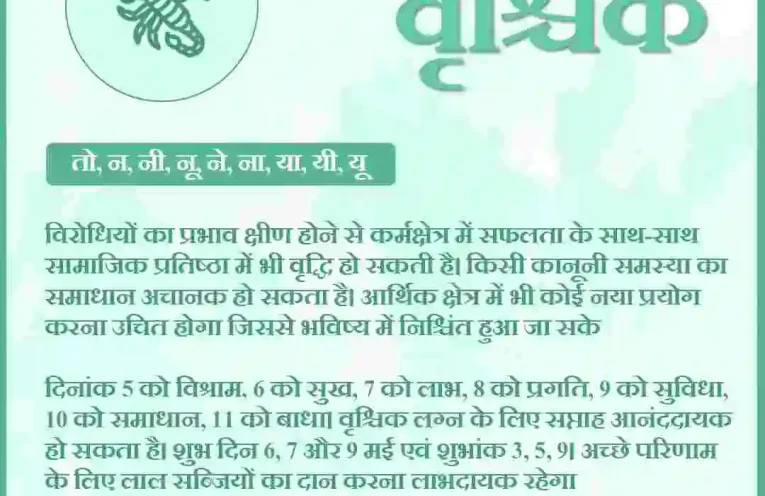 वृश्चिक
तो, न, नी, नू, ने, ना, या, यी, यू
विरोधियों का प्रभाव क्षीण होने से कर्मक्षेत्र में सफलता के साथ-साथ
सामाजिक प्रतिष्ठा में भी वृद्धि हो सकती है। किसी कानूनी समस्या का
समाधान अचानक हो सकता है। आर्थिक क्षेत्र में भी कोई नया प्रयोग
करना उचित होगा जिससे भविष्य में निश्चिंत हुआ जा सके
दिनांक 5 को विश्राम, 6 को सुख, 7 को लाभ, 8 को प्रगति, 9 को सुविधा,
10 को समाधान, 11 को बाधा। वृश्चिक लग्न के लिए सप्ताह आनंददायक
हो सकता है। शुभ दिन 6, 7 और 9 मई एवं शुभांक 3, 5, 9। अच्छे परिणाम
के लिए लाल सब्जियों का दान करना लाभदायक रहेगा